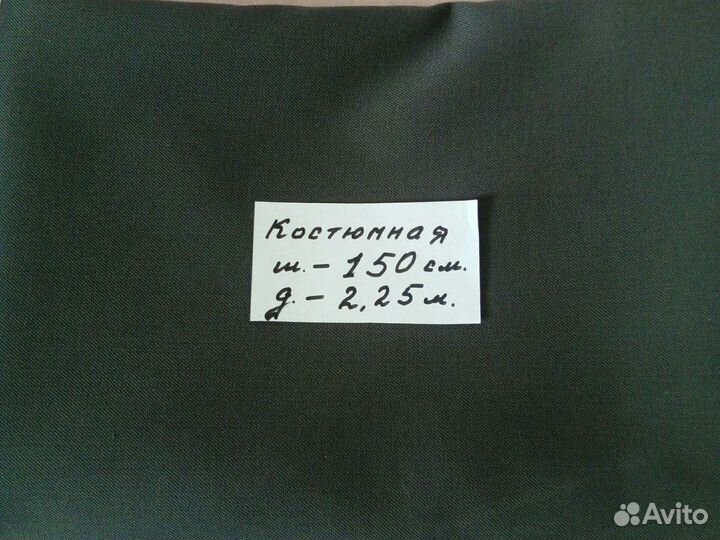 Костюмная
ш. - 150 см.
д. - 2,25 м.
Avito